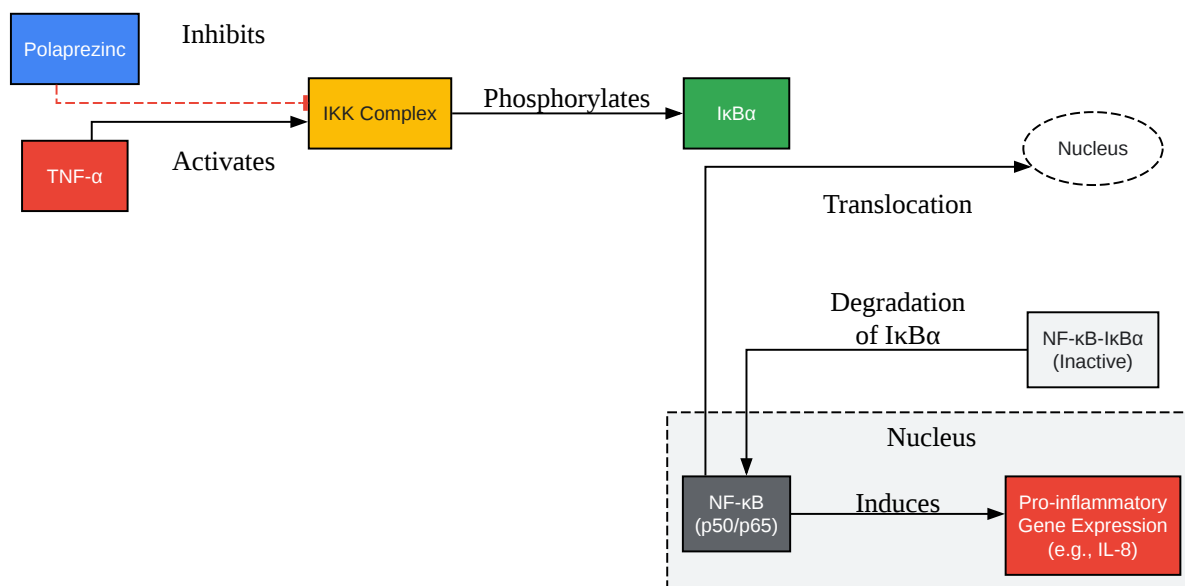 Polaprezinc
Inhibits
IKK Complex
Phosphorylates
IκBα
TNF-α
Activates
Nucleus
Translocation
Degradation
of IκBα
NF-κB-IκBα
(Inactive)
Nucleus
NF-κB
(p50/p65)
Induces
Pro-inflammatory
Gene Expression
(e.g., IL-8)